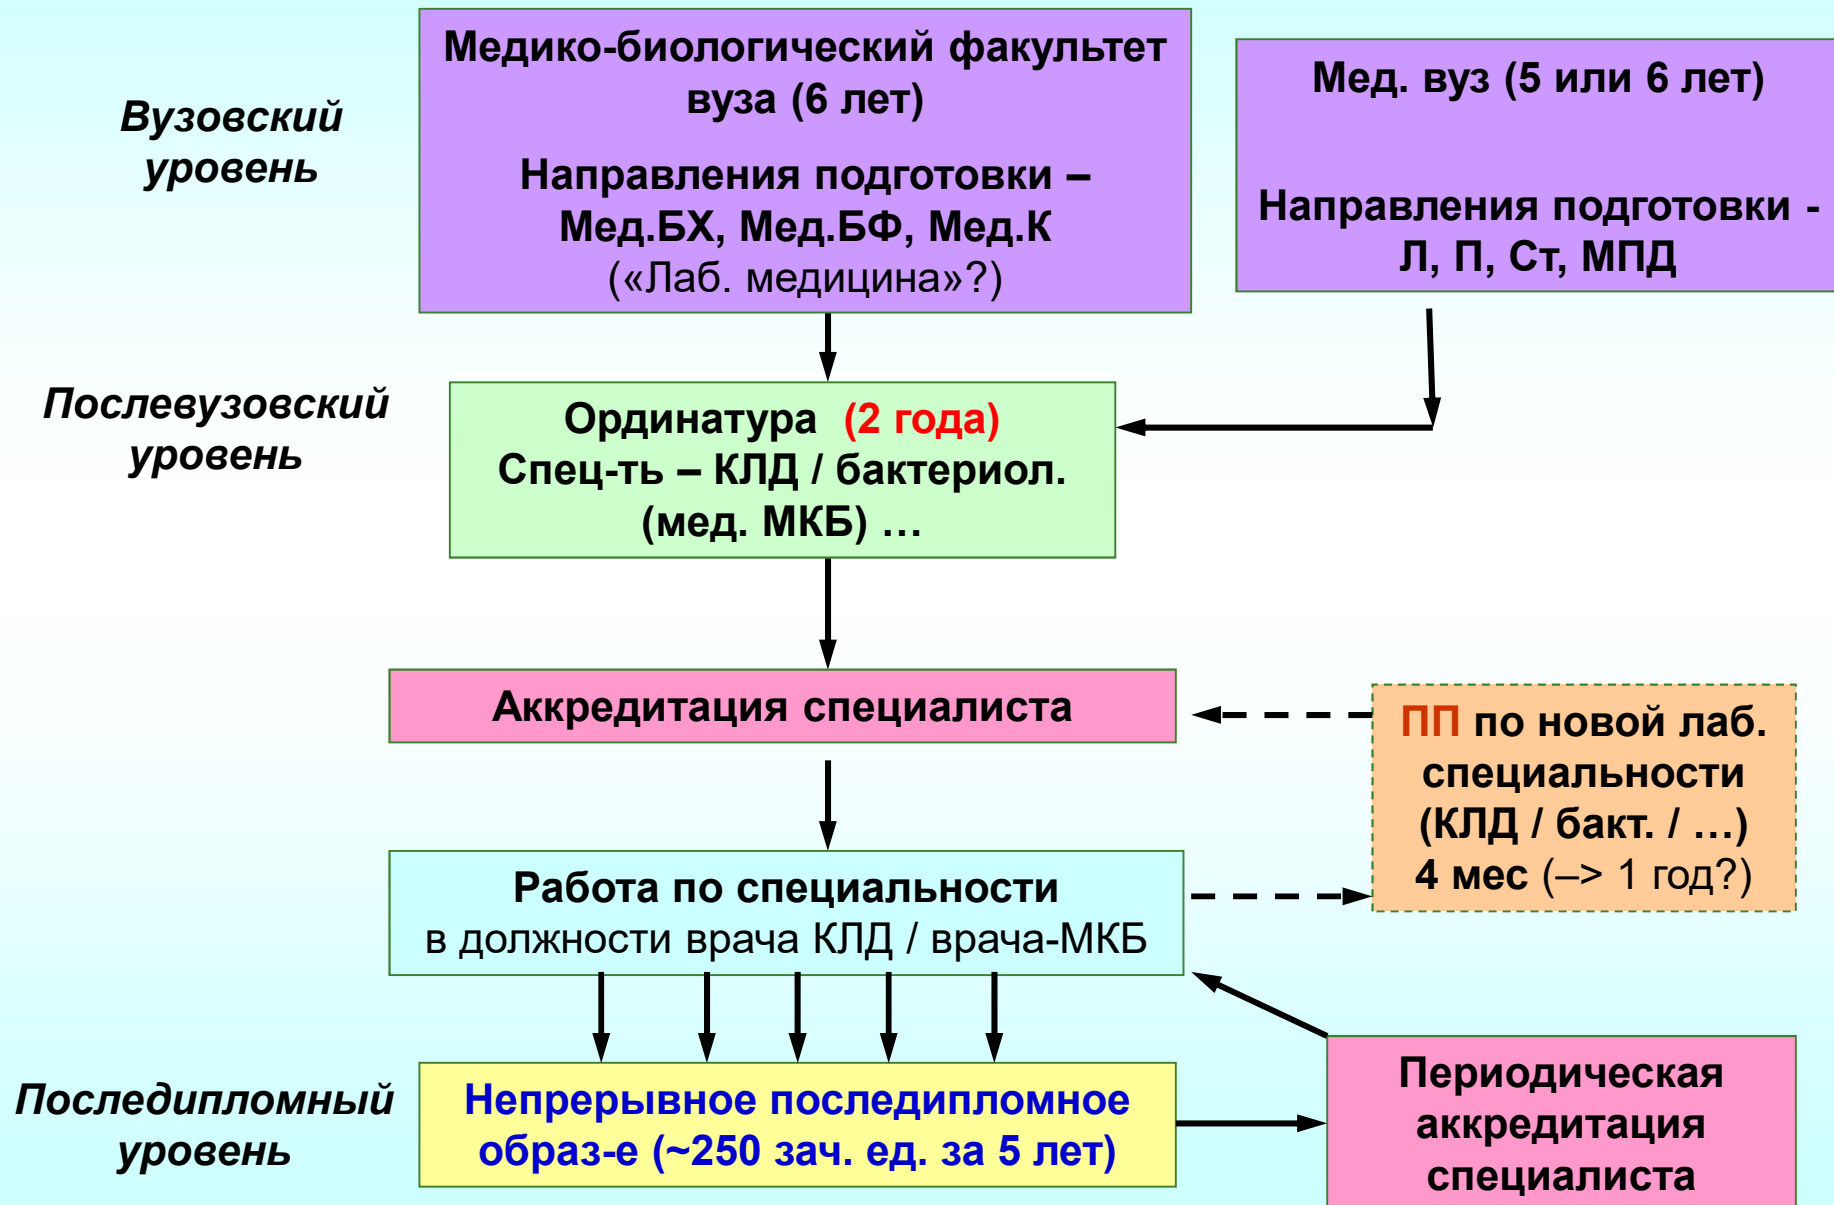 Вузовский
уровень
Медико-биологический факультет
вуза (6 лет)
Направления подготовки –
Мед.БХ, Мед.БФ, Мед.К
(«Лаб. медицина»?)
Мед. вуз (5 или 6 лет)
Направления подготовки -
Л, П, Ст, МПД
Послевузовский
уровень
Ординатура (2 года)
Спец-ть – КЛД / бактериол.
(мед. МКБ) ...
Аккредитация специалиста
ПП по новой лаб.
специальности
(КЛД / бакт. / ...)
4 мес (–> 1 год?)
Работа по специальности
в должности врача КЛД / врача-МКБ
Последипломный
уровень
Непрерывное последипломное
образ-е (~250 зач. ед. за 5 лет)
Периодическая
аккредитация
специалиста